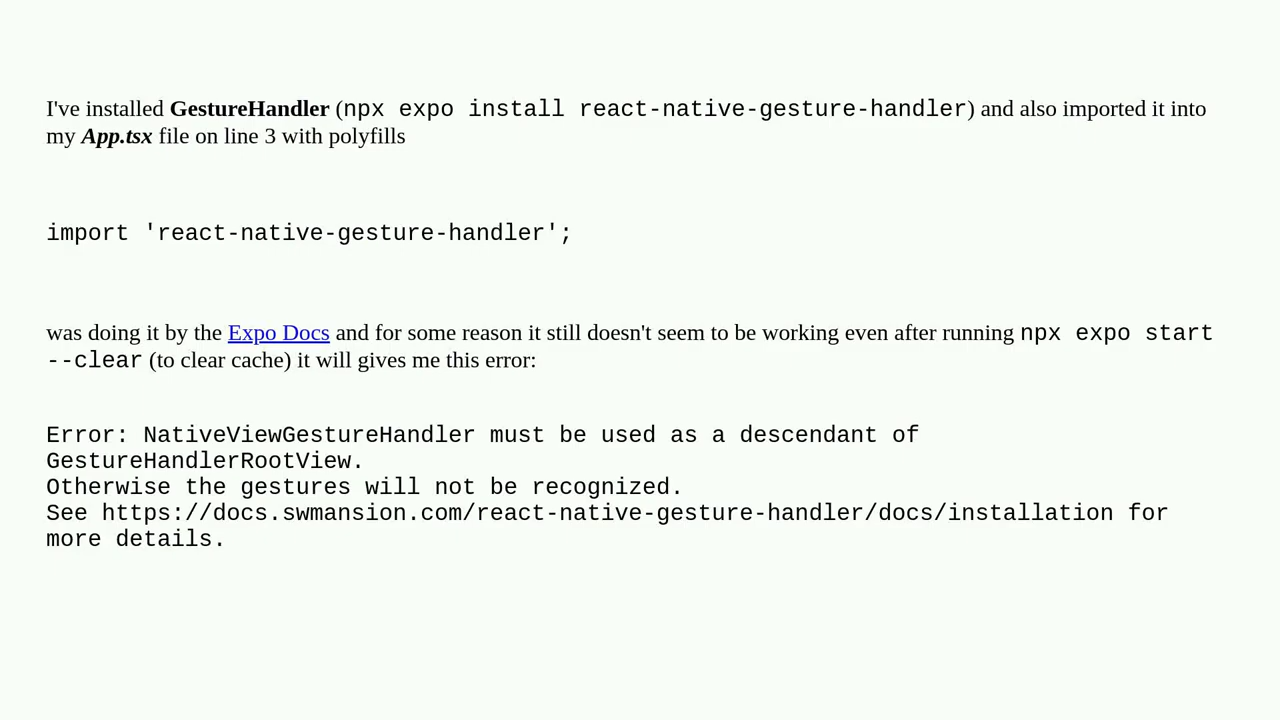 I've installed GestureHandler (npx expo install react-native-gesture-handler) and also imported it into
my App.tsx file on line 3 with polyfills
import 'react-native-gesture-handler';
was doing it by the Expo Docs and for some reason it still doesn't seem to be working even after running npx expo start
--clear (to clear cache) it will gives me this error:
Error: NativeViewGestureHandler must be used as a descendant of
GestureHandlerRootView.
Otherwise the gestures will not be recognized.
See https://docs.swmansion.com/react-native-gesture-handler/docs/installation for
more details.